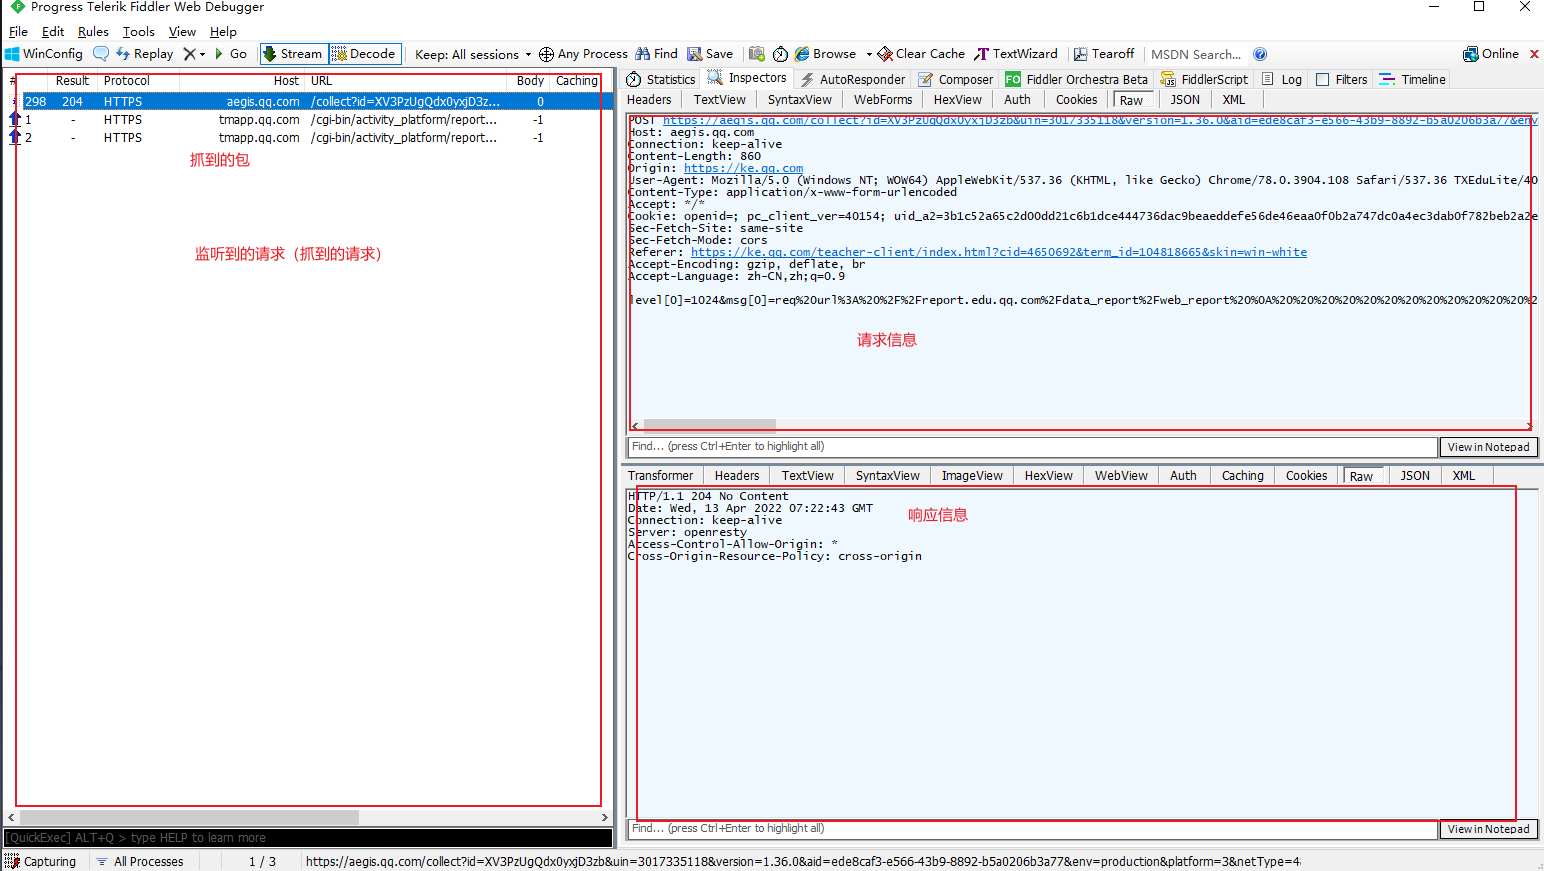 Progress Telerik Fiddler Web Debugger
File Edit Rules Tools View Help
WinConfig Replay Go Stream Decode Keep: All sessions Any Process Find Save Browse Clear Cache TextWizard Tearoff MSDN Search... Online
# Result Protocol Host URL Body Caching
298 204 HTTPS aegis.qq.com /collect?id=XV3PzUgQdx0yxjD3z... 0
1 - HTTPS tmapp.qq.com /cgi-bin/activity_platform/report... -1
2 - HTTPS tmapp.qq.com /cgi-bin/activity_platform/report... -1
抓到的包
监听到的请求（抓到的请求）
[QuickExec] ALT+Q > type HELP to learn more
Statistics Inspectors AutoResponder Composer FO Fiddler Orchestra Beta FiddlerScript Log Filters Timeline
Headers TextView SyntaxView WebForms HexView Auth Cookies Raw JSON XML
POST https://aegis.qq.com/collect?id=XV3PzUgQdx0yxjD3zb&uin=3017335118&version=1.36.0&aid=ede8caf3-e566-43b9-8892-b5a0206b3a77&env
Host: aegis.qq.com
Connection: keep-alive
Content-Length: 860
Origin: https://ke.qq.com
User-Agent: Mozilla/5.0 (Windows NT; WOW64) AppleWebKit/537.36 (KHTML, like Gecko) Chrome/78.0.3904.108 Safari/537.36 TXEduLite/40
Content-Type: application/x-www-form-urlencoded
Accept: */*
Cookie: openid=; pc_client_ver=40154; uid_a2=3b1c52a65c2d00dd21c6b1dce444736dac9beaeddefe56de46eaa0f0b2a747dc0a4ec3dab0f782beb2a2e
Sec-Fetch-Site: same-site
Sec-Fetch-Mode: cors
Referer: https://ke.qq.com/teacher-client/index.html?cid=4650692&term_id=104818665&skin=win-white
Accept-Encoding: gzip, deflate, br
Accept-Language: zh-CN,zh;q=0.9
level[0]=1024&msg[0]=req%20url%3A%20%2F%2Freport.edu.qq.com%2Fdata_report%2Fweb_report%20%0A%20%20%20%20%20%20%20%20%20%20%20%20%2
请求信息
Find... (press Ctrl+Enter to highlight all) View in Notepad
Transformer Headers TextView SyntaxView ImageView HexView WebView Auth Caching Cookies Raw JSON XML
HTTP/1.1 204 No Content
Date: Wed, 13 Apr 2022 07:22:43 GMT
Connection: keep-alive
Server: openresty
Access-Control-Allow-Origin: *
Cross-Origin-Resource-Policy: cross-origin
响应信息
Find... (press Ctrl+Enter to highlight all) View in Notepad
Capturing All Processes 1 / 3 https://aegis.qq.com/collect?id=XV3PzUgQdx0yxjD3zb&uin=3017335118&version=1.36.0&aid=ede8caf3-e566-43b9-8892-b5a0206b3a77&env=production&platform=3&netType=4&